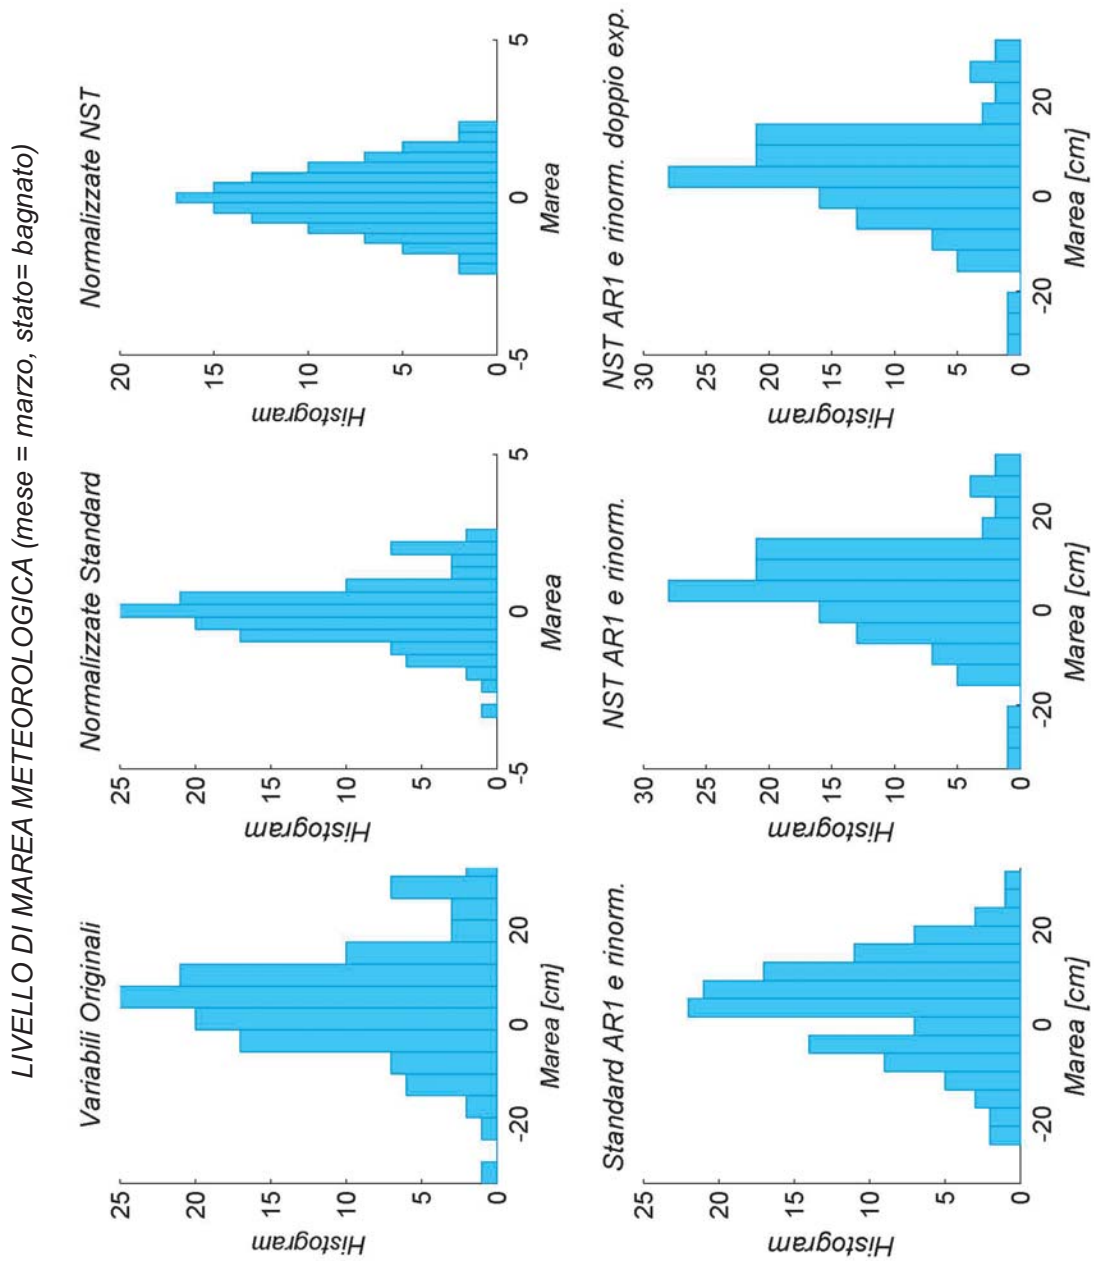 LIVELLO DI MAREA METEOROLOGICA (mese = marzo, stato= bagnato)
Variabili Originali
25
20
15
10
5
0
Histogram
-20 0 20
Marea [cm]
Normalizzate Standard
25
20
15
10
5
0
Histogram
-5 0 5
Marea
Normalizzate NST
20
15
10
5
0
Histogram
-5 0 5
Marea
Standard AR1 e rinorm.
25
20
15
10
5
0
Histogram
-20 0 20
Marea [cm]
NST AR1 e rinorm.
30
25
20
15
10
5
0
Histogram
-20 0 20
Marea [cm]
NST AR1 e rinorm. doppio exp.
30
25
20
15
10
5
0
Histogram
-20 0 20
Marea [cm]